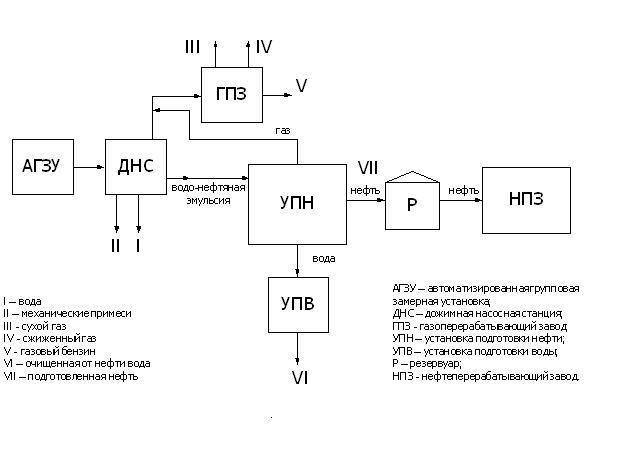 III
IV
ГПЗ
V
газ
АГЗУ
ДНС
водо-нефтяная
эмульсия
УПН
VII
нефть
Р
нефть
НПЗ
II
I
вода
УПВ
VI
I – вода
II – механические примеси
III - сухой газ
IV - сжиженный газ
V - газовый бензин
VI – очищенная от нефти вода
VII – подготовленная нефть
АГЗУ – автоматизированная групповая
замерная установка;
ДНС – дожимная насосная станция;
ГПЗ - газоперерабатывающий завод
УПН – установка подготовки нефти;
УПВ – установка подготовки воды;
Р – резервуар;
НПЗ - нефтеперерабатывающий завод.